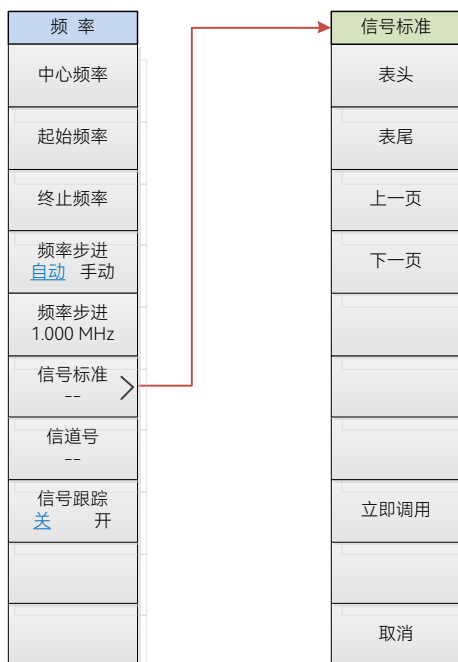 频 率
中心频率
起始频率
终止频率
频率步进
自动 手动
频率步进
1.000 MHz
信号标准
--
信道号
--
信号跟踪
关 开
信号标准
表头
表尾
上一页
下一页
立即调用
取消